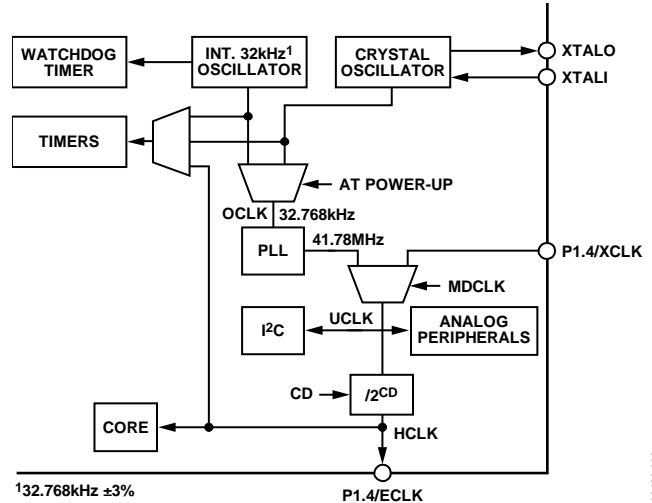 WATCHDOG
TIMER
INT. 32kHz¹
OSCILLATOR
CRYSTAL
OSCILLATOR
XTALO
XTALI
TIMERS
AT POWER-UP
OCLK 32.768kHz
PLL
41.78MHz
P1.4/XCLK
MDCLK
I²C
UCLK
ANALOG
PERIPHERALS
CD
/2ᶜᴰ
CORE
HCLK
¹32.768kHz ±3%
P1.4/ECLK